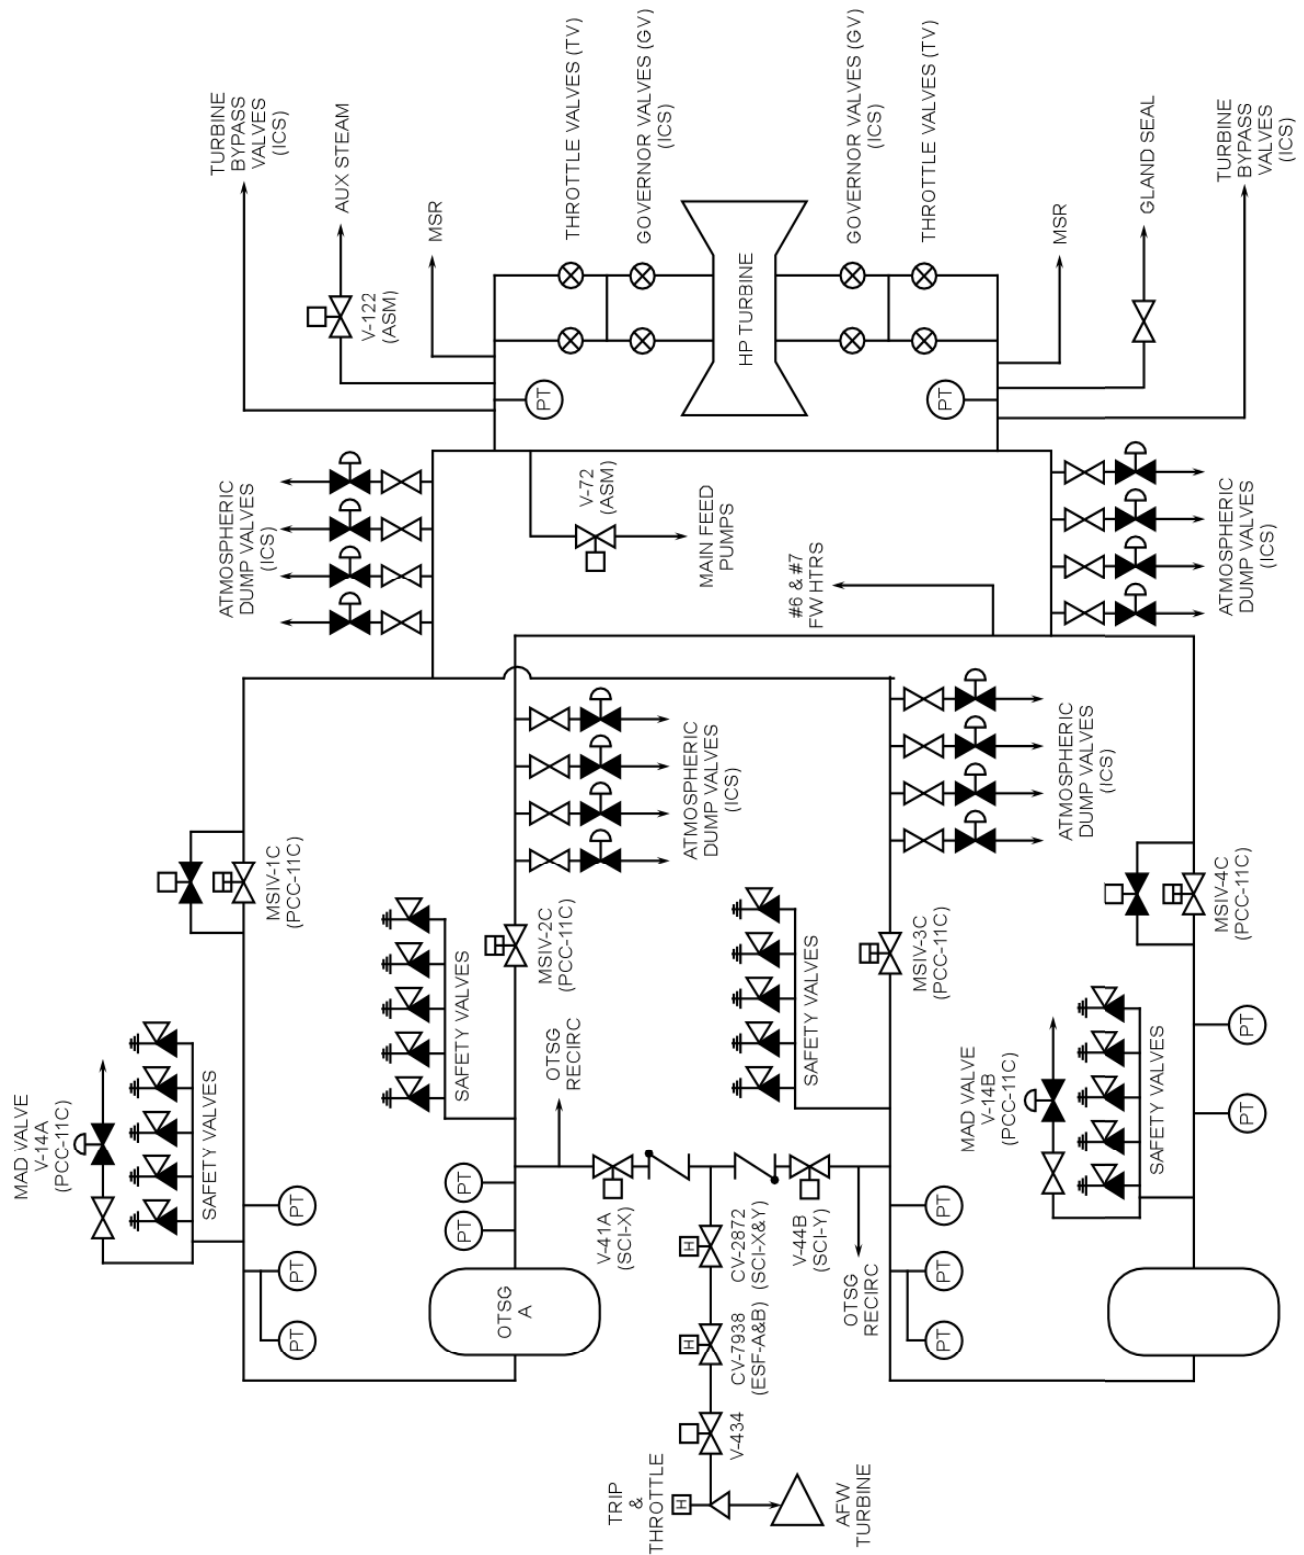 TURBINE
BYPASS
VALVES
(ICS)
AUX STEAM
V-122
(ASM)
MSR
THROTTLE VALVES (TV)
GOVERNOR VALVES (GV)
(ICS)
HP TURBINE
GOVERNOR VALVES (GV)
(ICS)
THROTTLE VALVES (TV)
MSR
GLAND SEAL
TURBINE
BYPASS
VALVES
(ICS)
PT
PT
ATMOSPHERIC
DUMP VALVES
(ICS)
V-72
(ASM)
MAIN FEED
PUMPS
#6 & #7
FW HTRS
ATMOSPHERIC
DUMP VALVES
(ICS)
ATMOSPHERIC
DUMP VALVES
(ICS)
ATMOSPHERIC
DUMP VALVES
(ICS)
MSIV-1C
(PCC-11C)
MSIV-2C
(PCC-11C)
MSIV-3C
(PCC-11C)
MSIV-4C
(PCC-11C)
MAD VALVE
V-14A
(PCC-11C)
SAFETY VALVES
SAFETY VALVES
OTSG
RECIRC
SAFETY VALVES
MAD VALVE
V-14B
(PCC-11C)
SAFETY VALVES
PT
PT
PT
PT
PT
PT
PT
PT
PT
PT
V-41A
(SCI-X)
CV-2872
(SCI-X&Y)
V-44B
(SCI-Y)
OTSG
RECIRC
OTSG
A
H
CV-7938
(ESF-A&B)
H
V-434
TRIP
&
THROTTLE
H
AFW
TURBINE